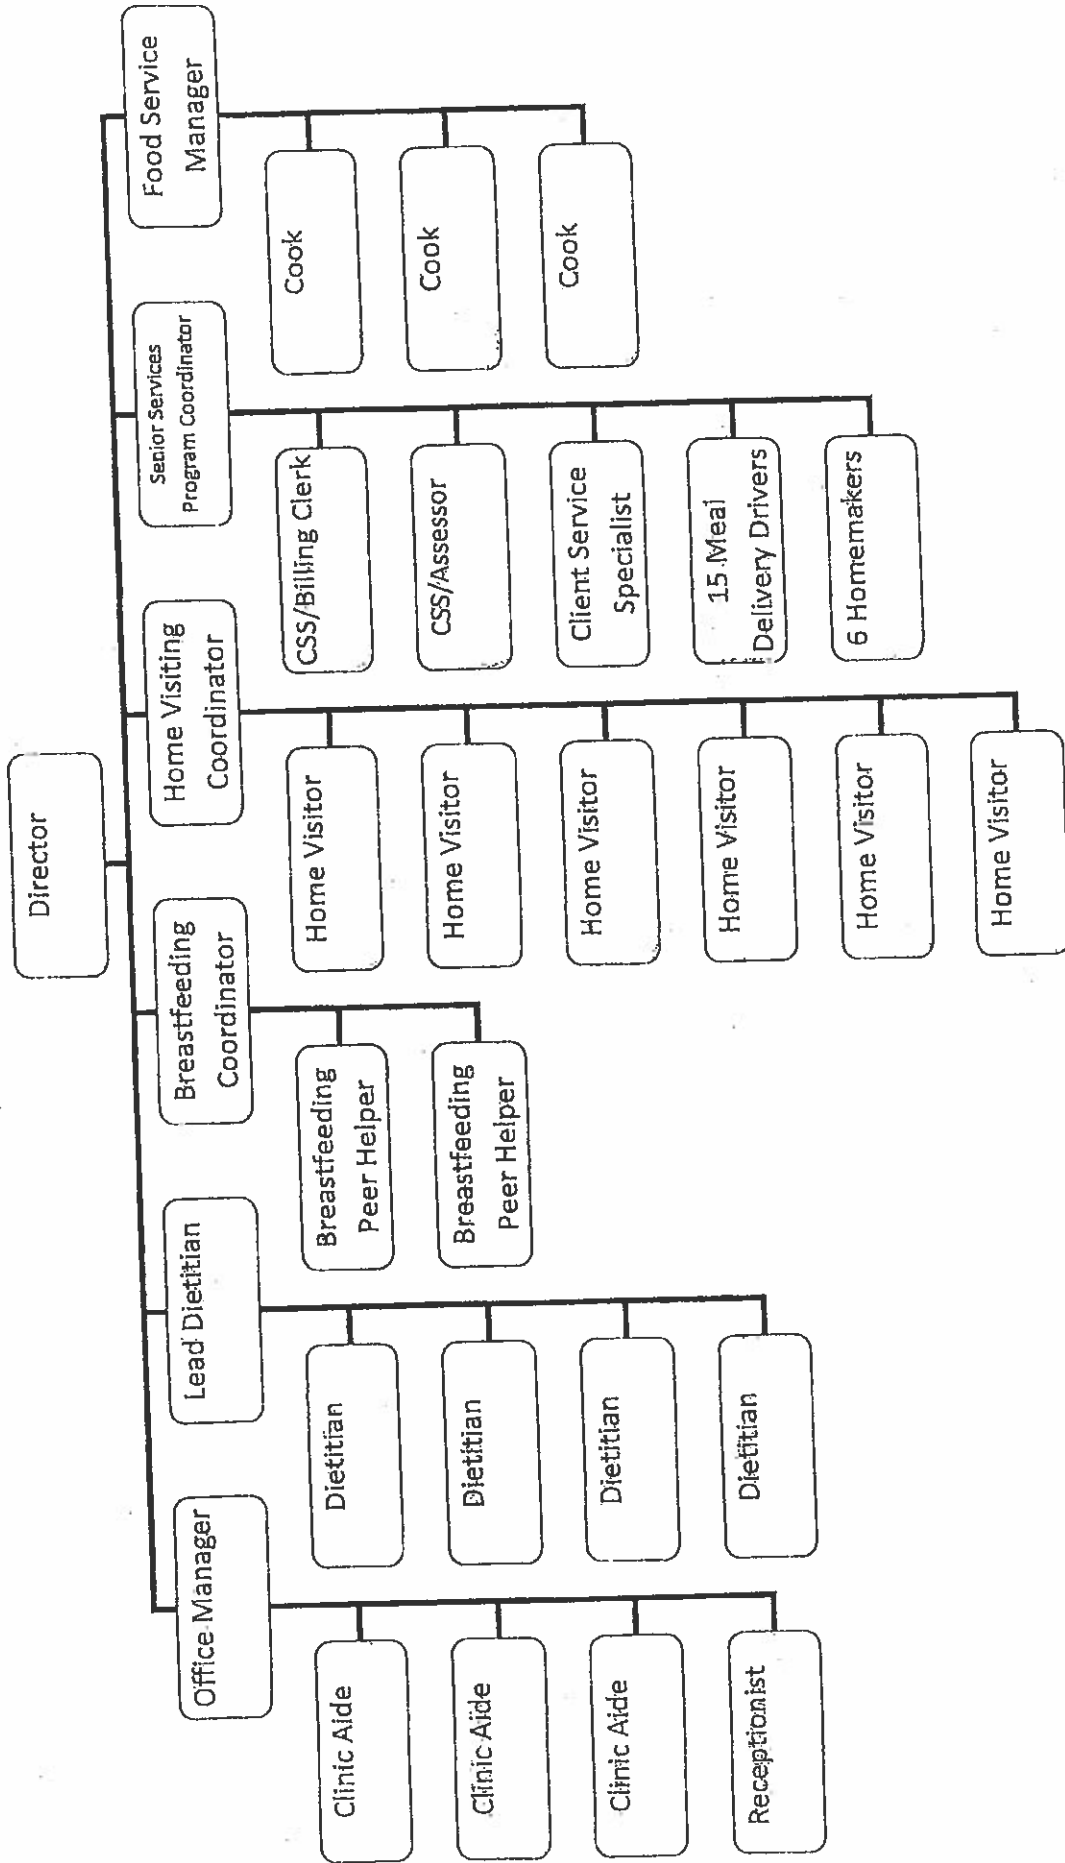 Director
Office Manager
Clinic Aide
Clinic Aide
Clinic Aide
Receptionist
Lead Dietitian
Dietitian
Dietitian
Dietitian
Dietitian
Breastfeeding
Coordinator
Breastfeeding
Peer Helper
Breastfeeding
Peer Helper
Home Visiting
Coordinator
Home Visitor
Home Visitor
Home Visitor
Home Visitor
Home Visitor
Home Visitor
Senior Services
Program Coordinator
CSS/Billing Clerk
CSS/Assessor
Client Service
Specialist
15 Meal
Delivery Drivers
6 Homemakers
Food Service
Manager
Cook
Cook
Cook